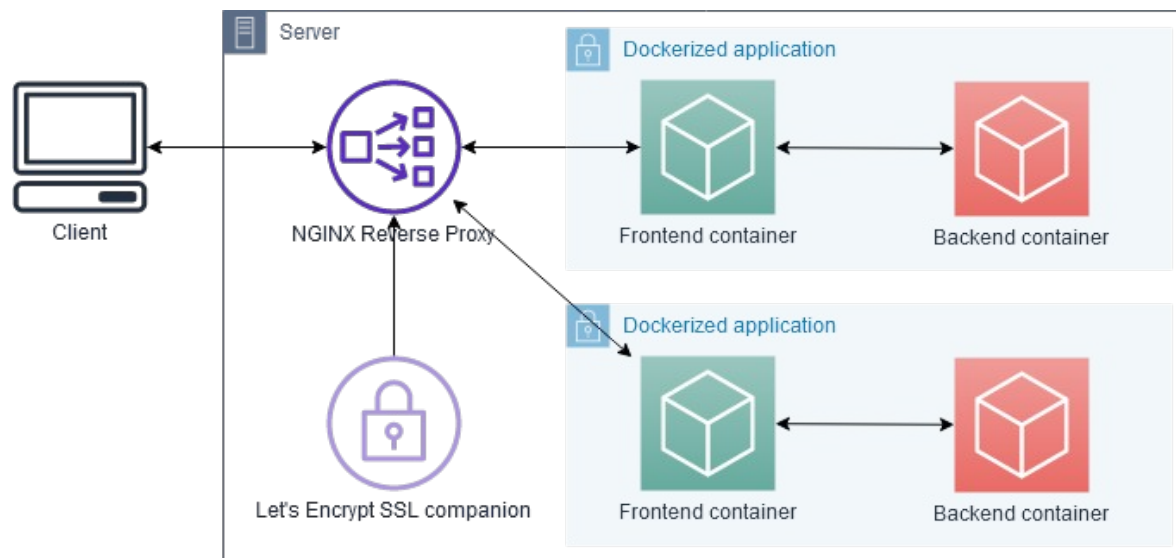 Server
Dockerized application
Client
NGINX Reverse Proxy
Frontend container
Backend container
Dockerized application
Let's Encrypt SSL companion
Frontend container
Backend container